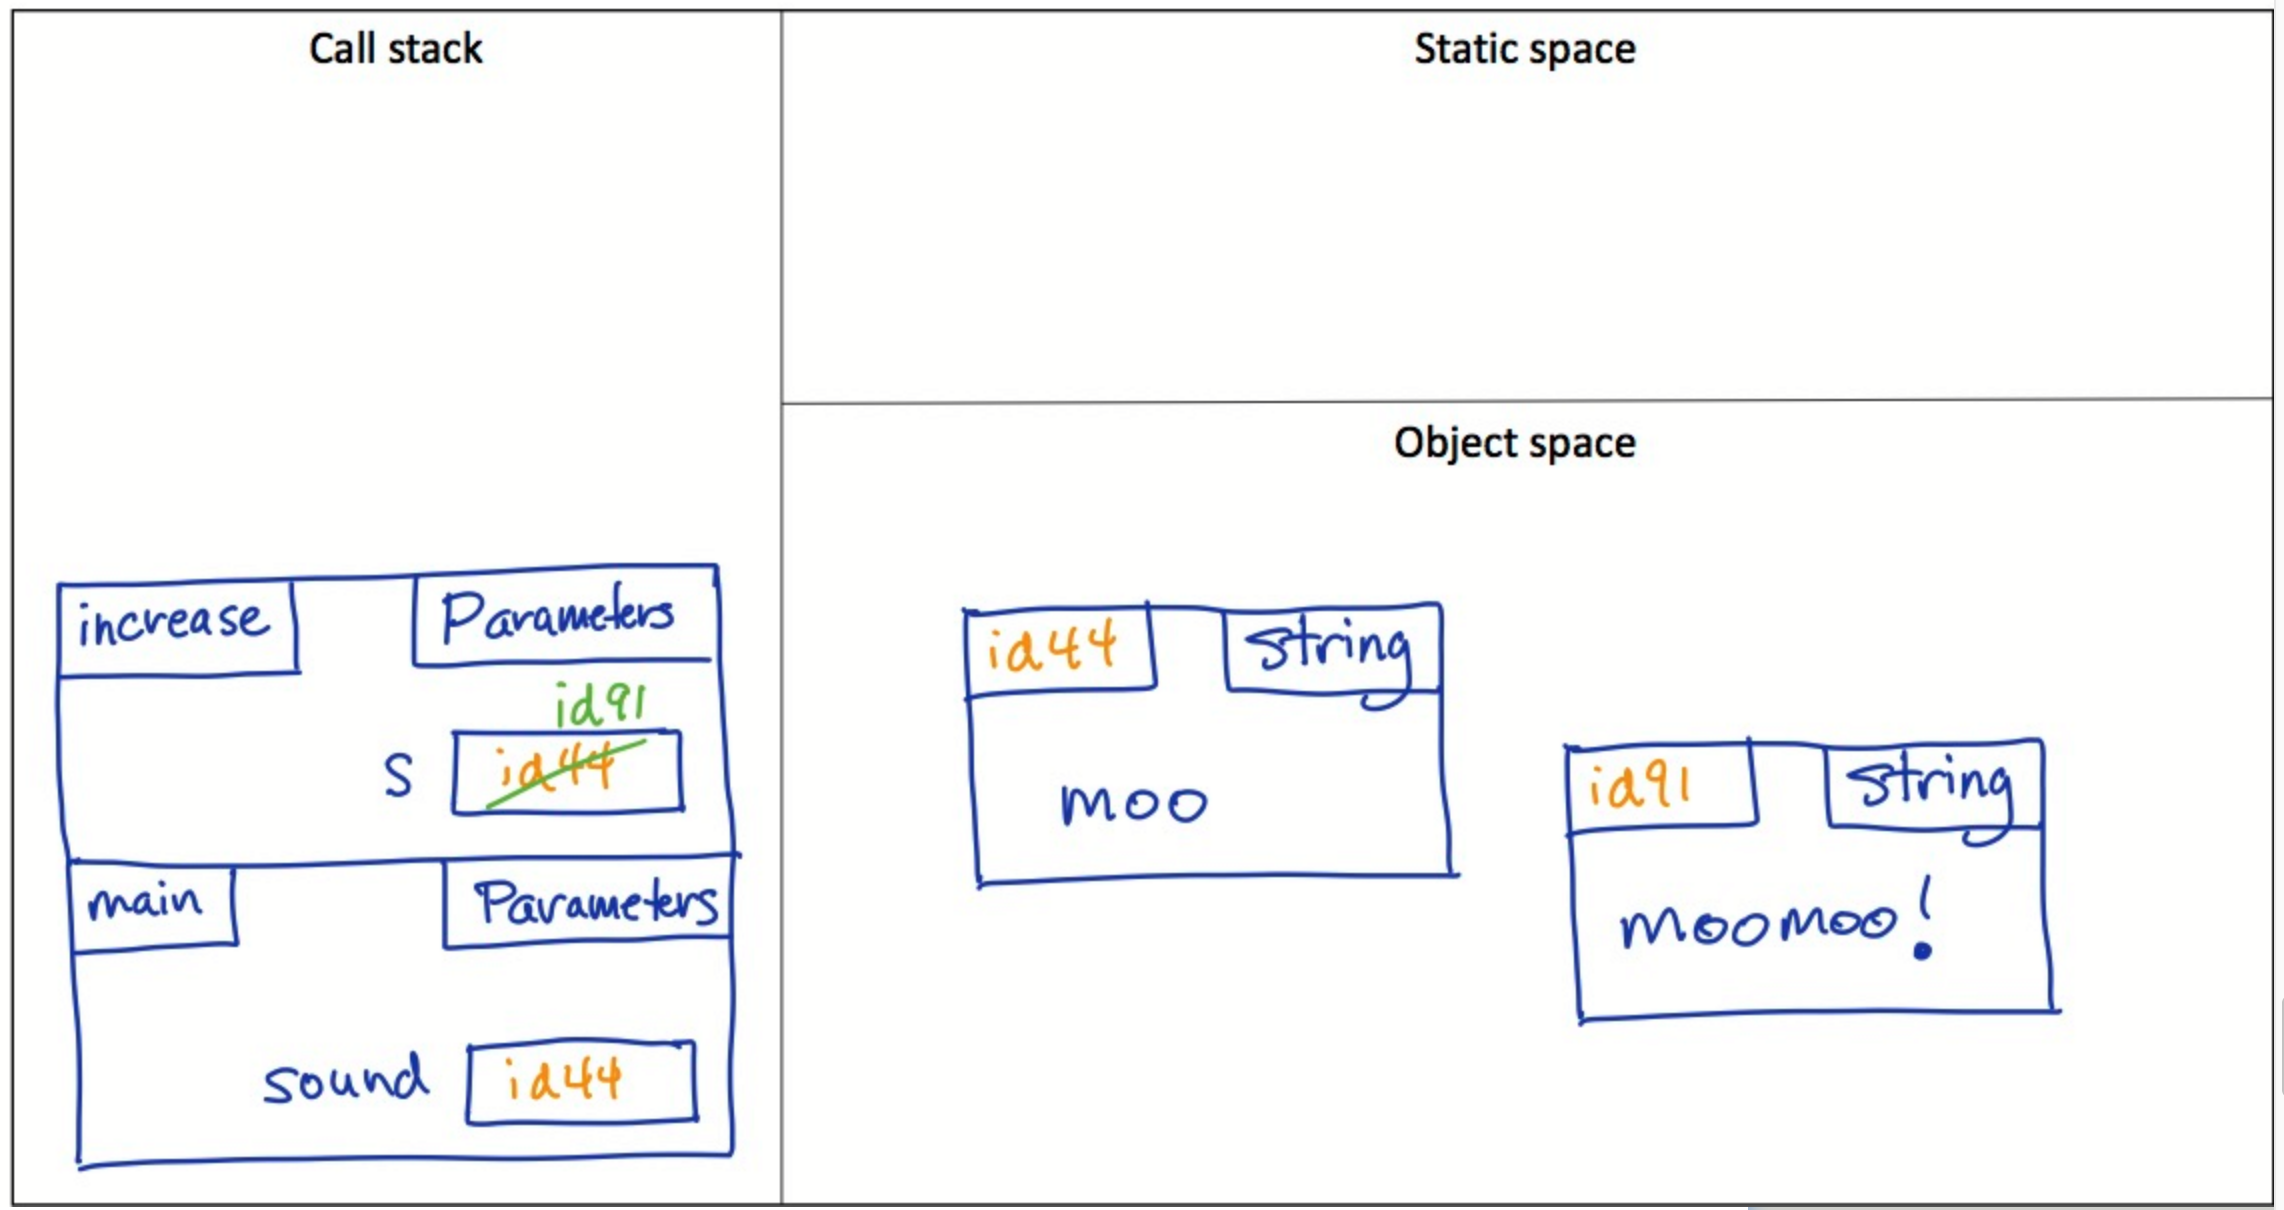 Call stack
Static space
Object space
increase
Parameters
id91
S
id44
main
Parameters
sound
id44
id44
String
moo
id91
String
moomoo!